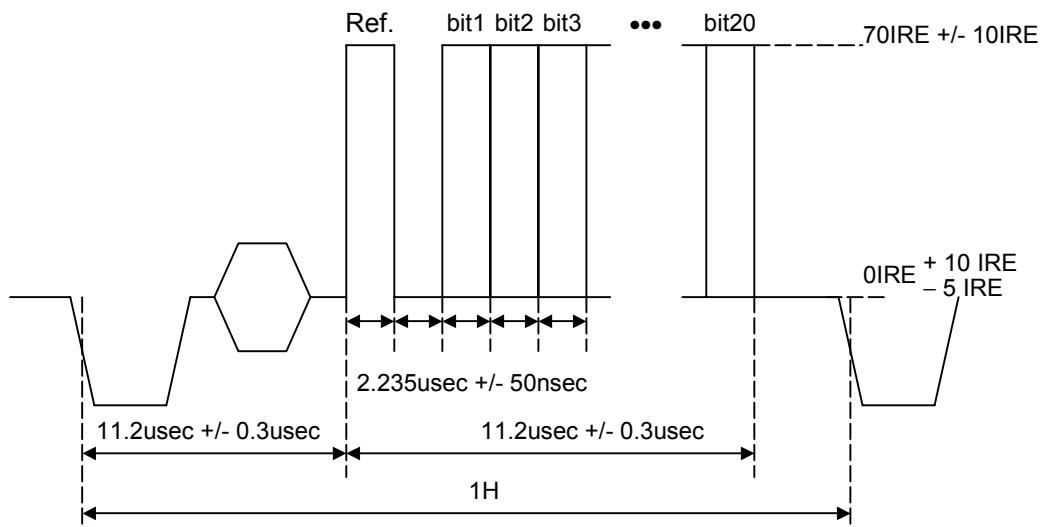 Ref. bit1 bit2 bit3 ••• bit20
70IRE +/- 10IRE
0IRE + 10 IRE
– 5 IRE
2.235usec +/- 50nsec
11.2usec +/- 0.3usec 11.2usec +/- 0.3usec
1H